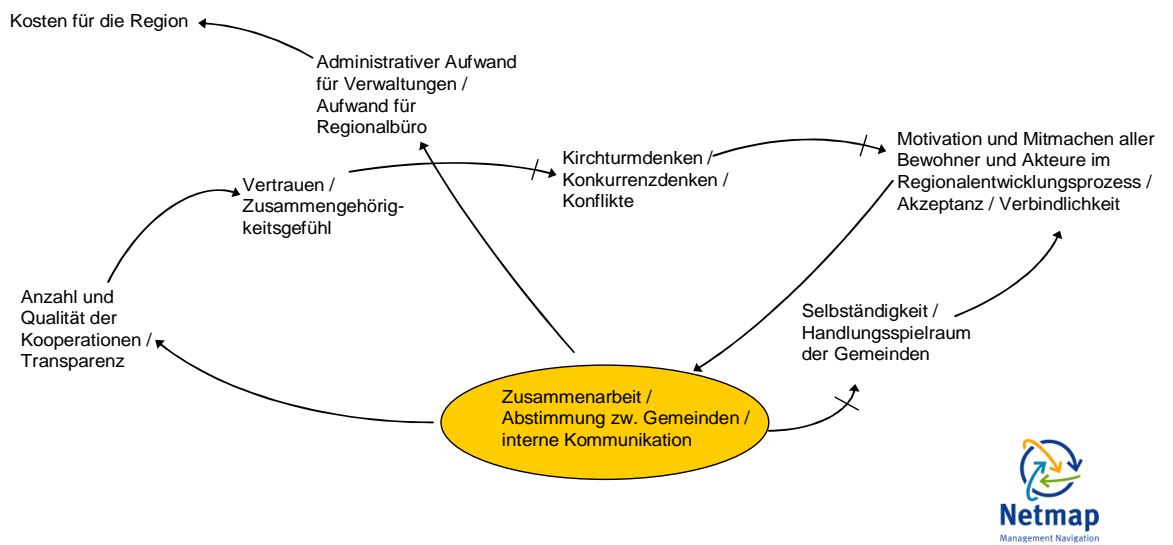 Kosten für die Region
Administrativer Aufwand
für Verwaltungen /
Aufwand für
Regionalbüro
Vertrauen /
Zusammengehörig-
keitsgefühl
Kirchturmdenken /
Konkurrenzdenken /
Konflikte
Motivation und Mitmachen aller
Bewohner und Akteure im
Regionalentwicklungsprozess /
Akzeptanz / Verbindlichkeit
Anzahl und
Qualität der
Kooperationen /
Transparenz
Selbständigkeit /
Handlungsspielraum
der Gemeinden
Zusammenarbeit /
Abstimmung zw. Gemeinden /
interne Kommunikation
Netmap
Management Navigation